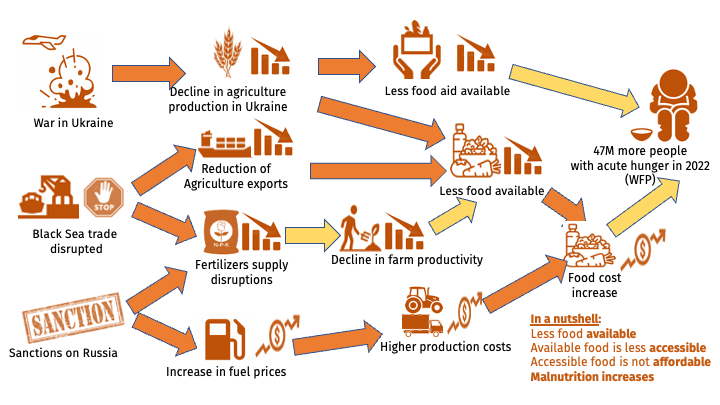 War in Ukraine
Decline in agriculture
production in Ukraine
Less food aid available
47M more people
with acute hunger in 2022
(WFP)
STOP
Black Sea trade
disrupted
Reduction of
Agriculture exports
Less food available
N-P-K
Fertilizers supply
disruptions
Decline in farm productivity
Food cost
increase
SANCTION
Sanctions on Russia
Increase in fuel prices
Higher production costs
In a nutshell:
Less food available
Available food is less accessible
Accessible food is not affordable
Malnutrition increases